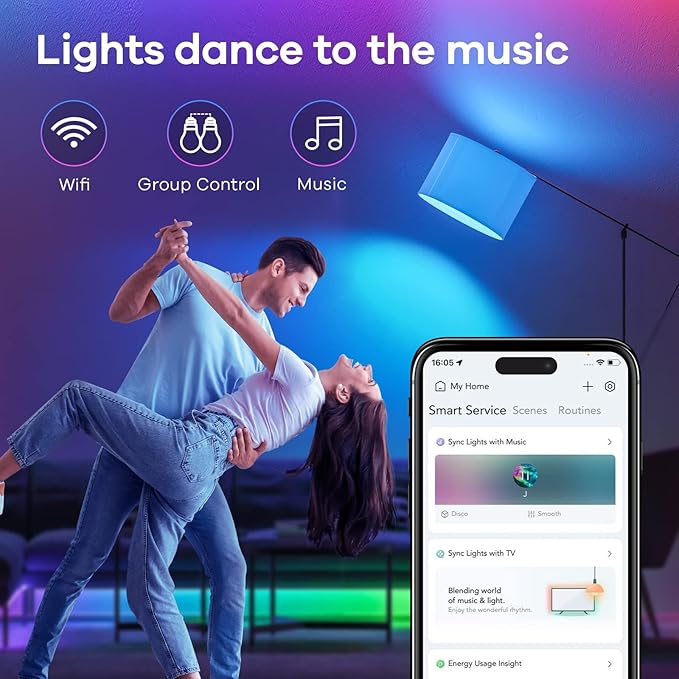 Lights dance to the music
Wifi
Group Control
Music
16:05
My Home
Smart Service Scenes Routines
Sync Lights with Music
J
Disco
Smooth
Sync Lights with TV
Blending world
of music & light.
Enjoy the wonderful rhythm.
Energy Usage Insight